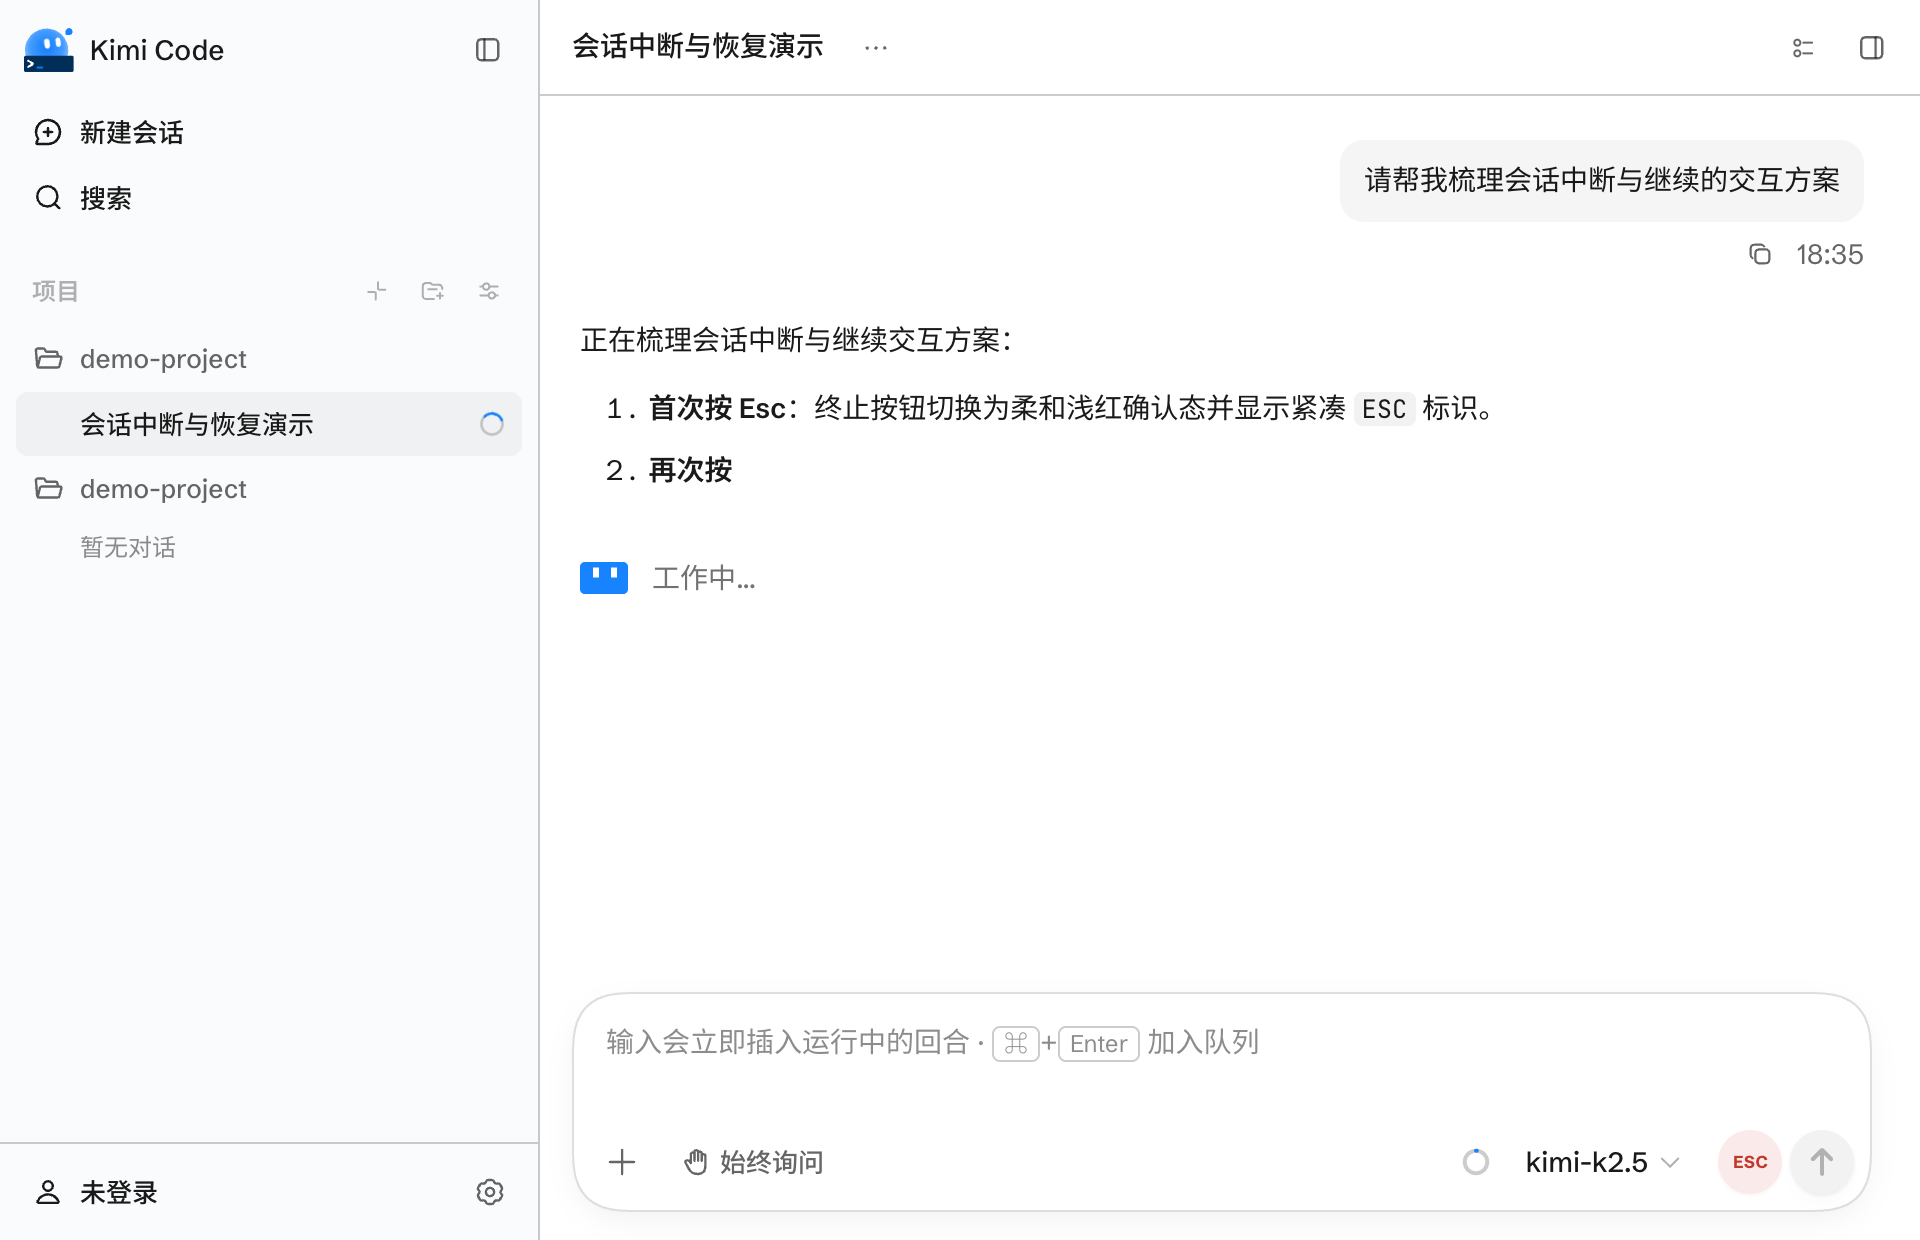 Kimi Code
新建会话
搜索
项目
demo-project
会话中断与恢复演示
demo-project
暂无对话
未登录
会话中断与恢复演示
请帮我梳理会话中断与继续的交互方案
18:35
正在梳理会话中断与继续交互方案：
1. 首次按 Esc：终止按钮切换为柔和浅红确认态并显示紧凑 ESC 标识。
2. 再次按
工作中...
输入会立即插入运行中的回合 · ⌘+Enter 加入队列
始终询问
kimi-k2.5
ESC